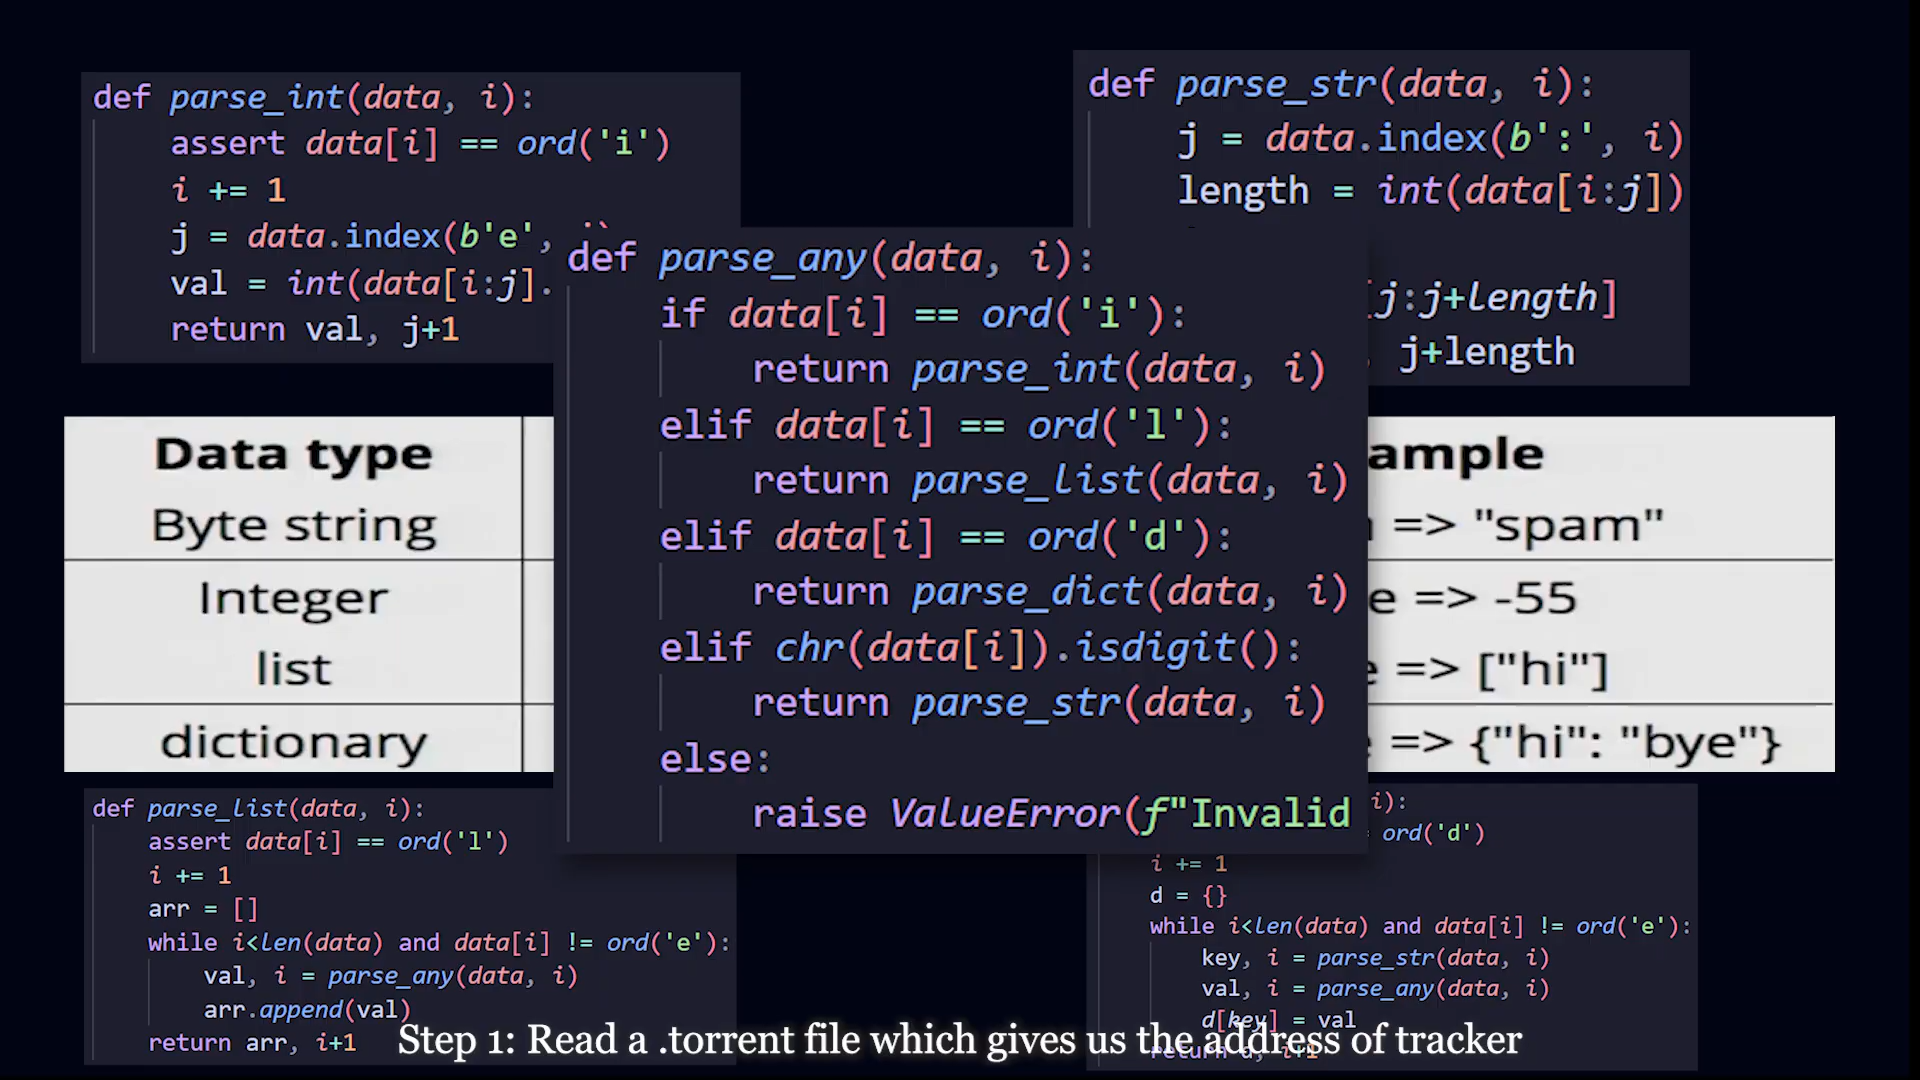 def parse_int(data, i):
assert data[i] == ord('i')
i += 1
j = data.index(b'e',
val = int(data[i:j].
return val, j+1
def parse_str(data, i):
j = data.index(b':', i)
length = int(data[i:j])
[j:j+length]
, j+length
def parse_any(data, i):
if data[i] == ord('i'):
return parse_int(data, i)
elif data[i] == ord('l'):
return parse_list(data, i)
elif data[i] == ord('d'):
return parse_dict(data, i)
elif chr(data[i]).isdigit():
return parse_str(data, i)
else:
raise ValueError(f"Invalid
Data type
Byte string
Integer
list
dictionary
ample
=> "spam"
e => -55
=> ["hi"]
=> {"hi": "bye"}
def parse_list(data, i):
assert data[i] == ord('l')
i += 1
arr = []
while i<len(data) and data[i] != ord('e'):
val, i = parse_any(data, i)
arr.append(val)
return arr, i+1
i):
ord('d')
i += 1
d = {}
while i<len(data) and data[i] != ord('e'):
key, i = parse_str(data, i)
val, i = parse_any(data, i)
d[key] = val
return d, i+1
Step 1: Read a .torrent file which gives us the address of tracker